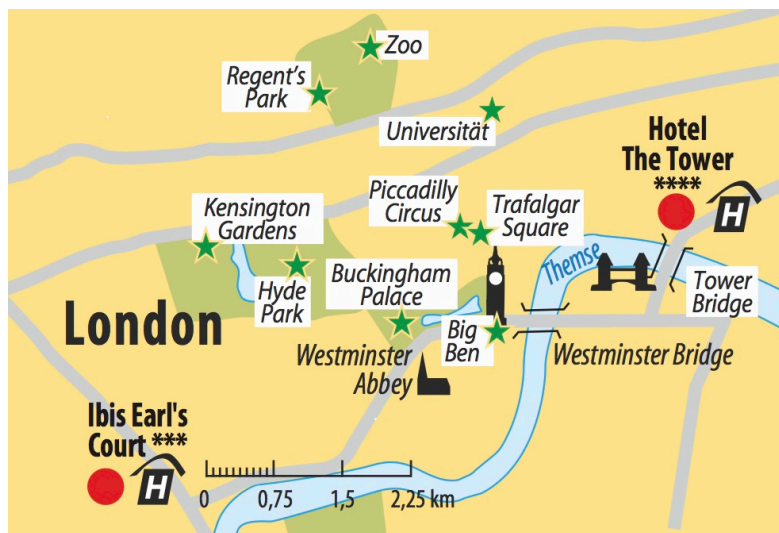 Zoo
Regent's
Park
Universität
Hotel
The Tower
****
H
Piccadilly
Circus
Trafalgar
Square
Kensington
Gardens
Themse
Hyde
Park
Buckingham
Palace
Tower
Bridge
London
Big
Ben
Westminster
Abbey
Westminster Bridge
Ibis Earl's
Court ***
H
0 0,75 1,5 2,25 km